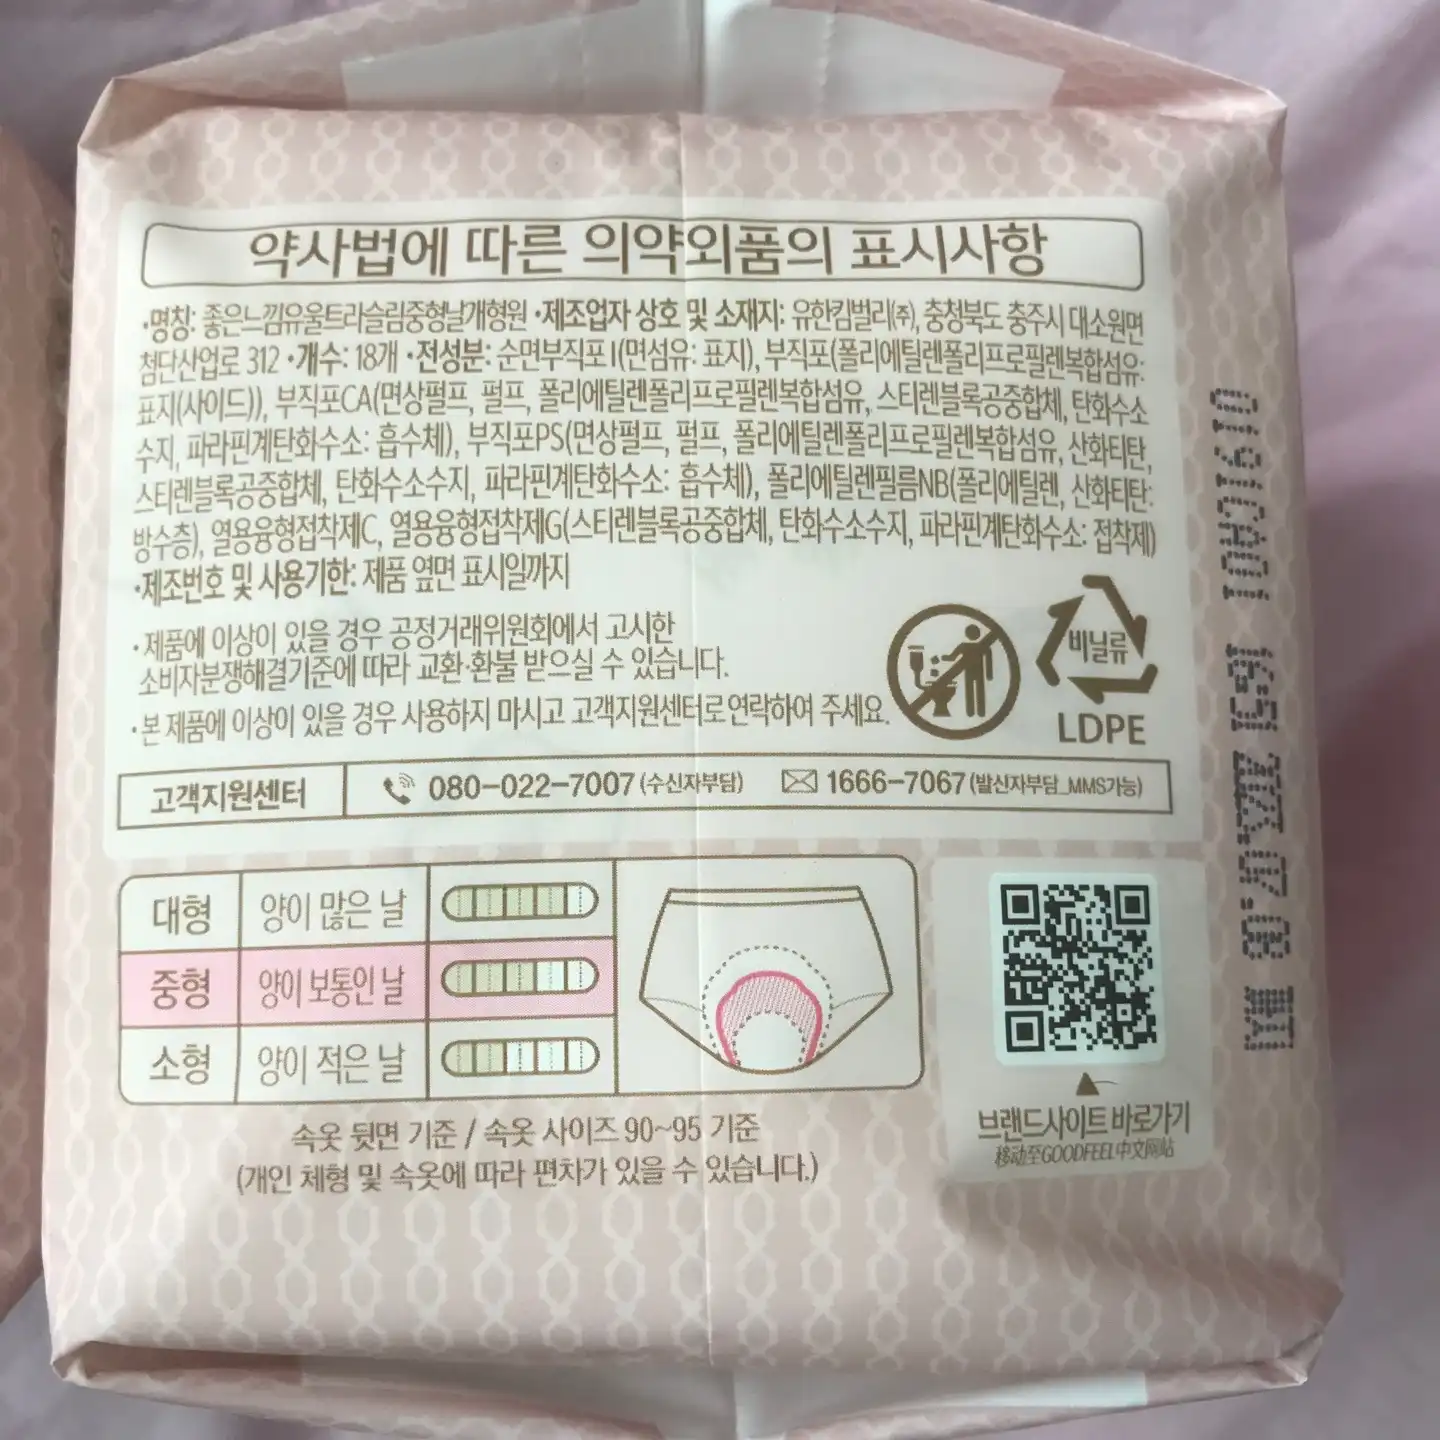 약사법에 따른 의약외품의 표시사항
·명칭: 좋은느낌유울트라슬림중형날개형원 ·제조업자 상호 및 소재지: 유한킴벌리(주), 충청북도 충주시 대소원면
첨단산업로 312 ·개수: 18개 ·전성분: 순면부직포I(면섬유: 표지), 부직포(폴리에틸렌폴리프로필렌복합섬유:
표지(사이드)), 부직포CA(면상펄프, 펄프, 폴리에틸렌폴리프로필렌복합섬유, 스티렌블록공중합체, 탄화수소
수지, 파라핀계탄화수소: 흡수체), 부직포PS(면상펄프, 펄프, 폴리에틸렌폴리프로필렌복합섬유, 산화티탄,
스티렌블록공중합체, 탄화수소수지, 파라핀계탄화수소: 흡수체), 폴리에틸렌필름NB(폴리에틸렌, 산화티탄:
방수층), 열용융형접착제C, 열용융형접착제G(스티렌블록공중합체, 탄화수소수지, 파라핀계탄화수소: 접착제)
·제조번호 및 사용기한: 제품 옆면 표시일까지
·제품에 이상이 있을 경우 공정거래위원회에서 고시한
소비자분쟁해결기준에 따라 교환·환불 받으실 수 있습니다.
·본 제품에 이상이 있을 경우 사용하지 마시고 고객지원센터로 연락하여 주세요.
비닐류
LDPE
고객지원센터 080-022-7007 (수신자부담) 1666-7067 (발신자부담_MMS가능)
대형 양이 많은 날
중형 양이 보통인 날
소형 양이 적은 날
속옷 뒷면 기준 / 속옷 사이즈 90~95 기준
(개인 체형 및 속옷에 따라 편차가 있을 수 있습니다.)
브랜드사이트 바로가기
移动至GOODFEEL中文网站